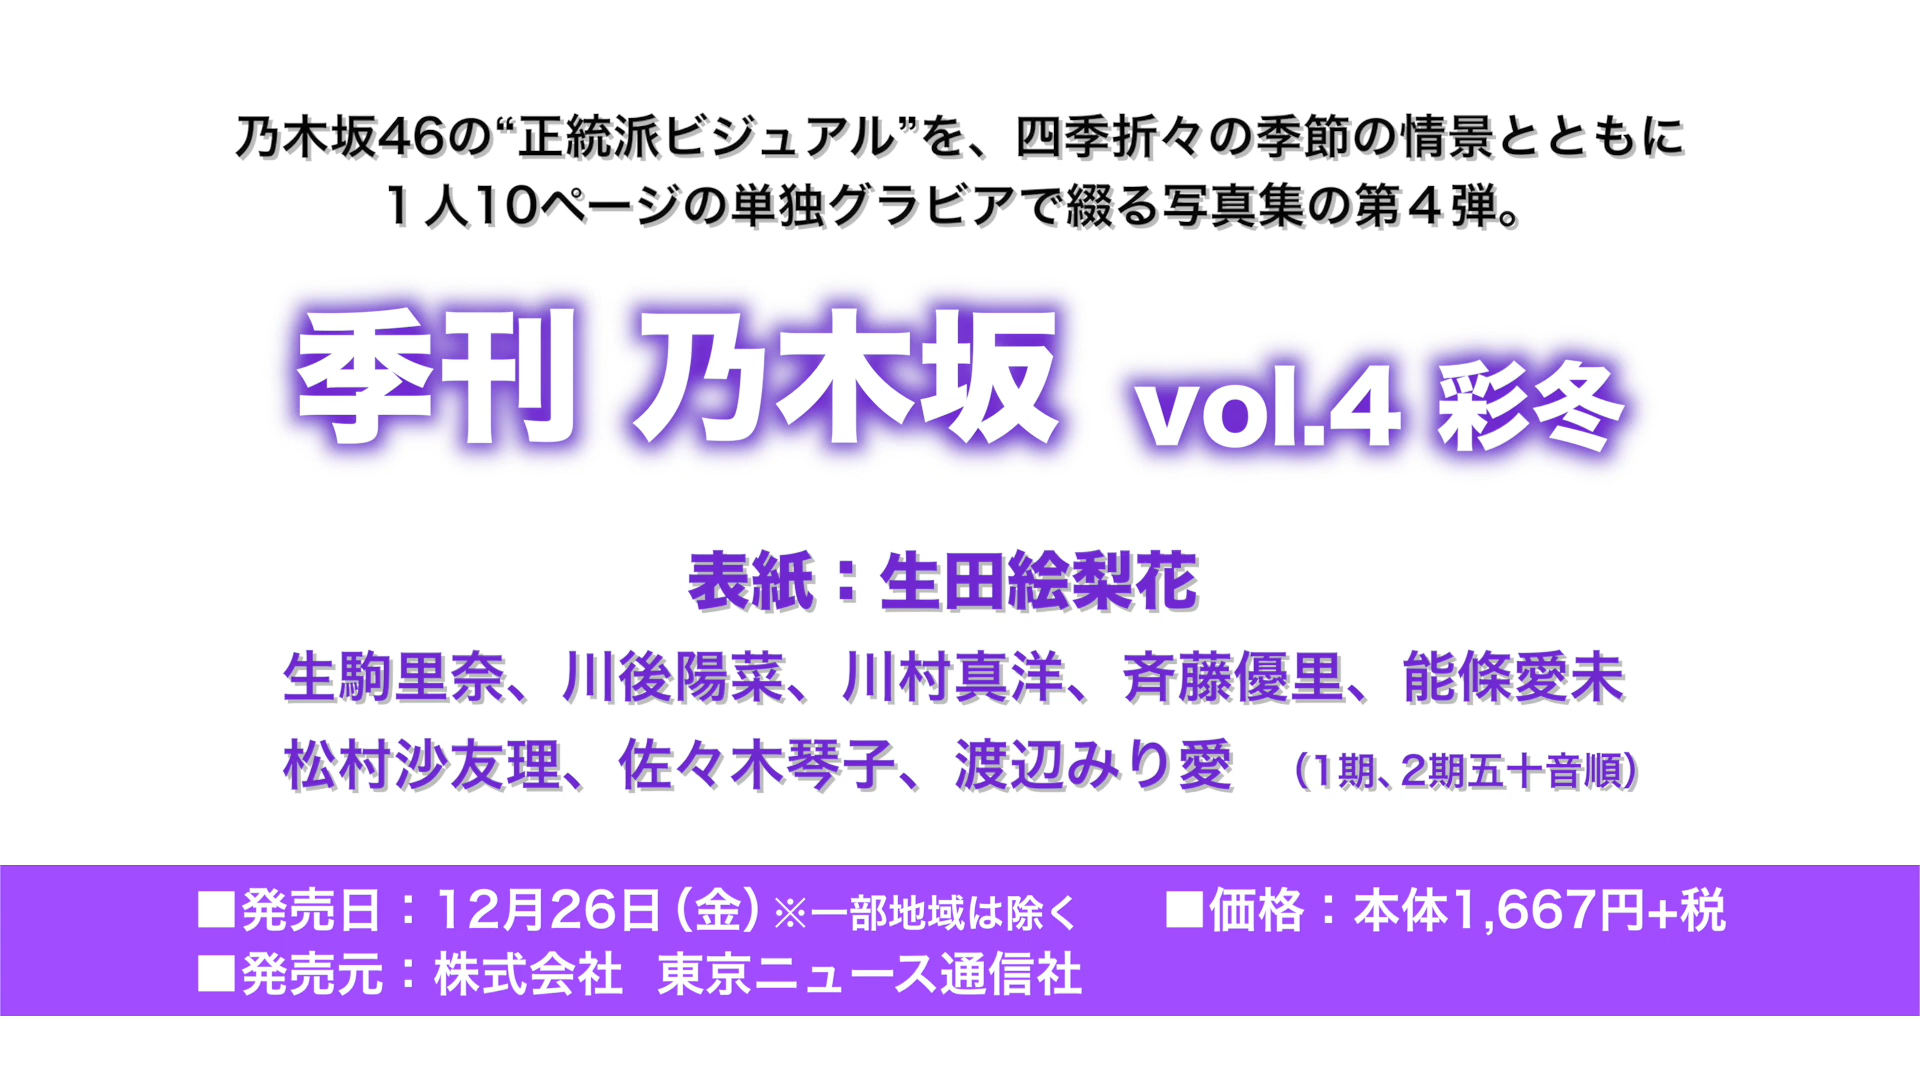 乃木坂46の“正統派ビジュアル”を、四季折々の季節の情景とともに
１人10ページの単独グラビアで綴る写真集の第４弾。
季刊 乃木坂 vol.4 彩冬
表紙：生田絵梨花
生駒里奈、川後陽菜、川村真洋、斉藤優里、能條愛未
松村沙友理、佐々木琴子、渡辺みり愛 （1期、2期五十音順）
■発売日：12月26日（金）※一部地域は除く ■価格：本体1,667円+税
■発売元：株式会社 東京ニュース通信社